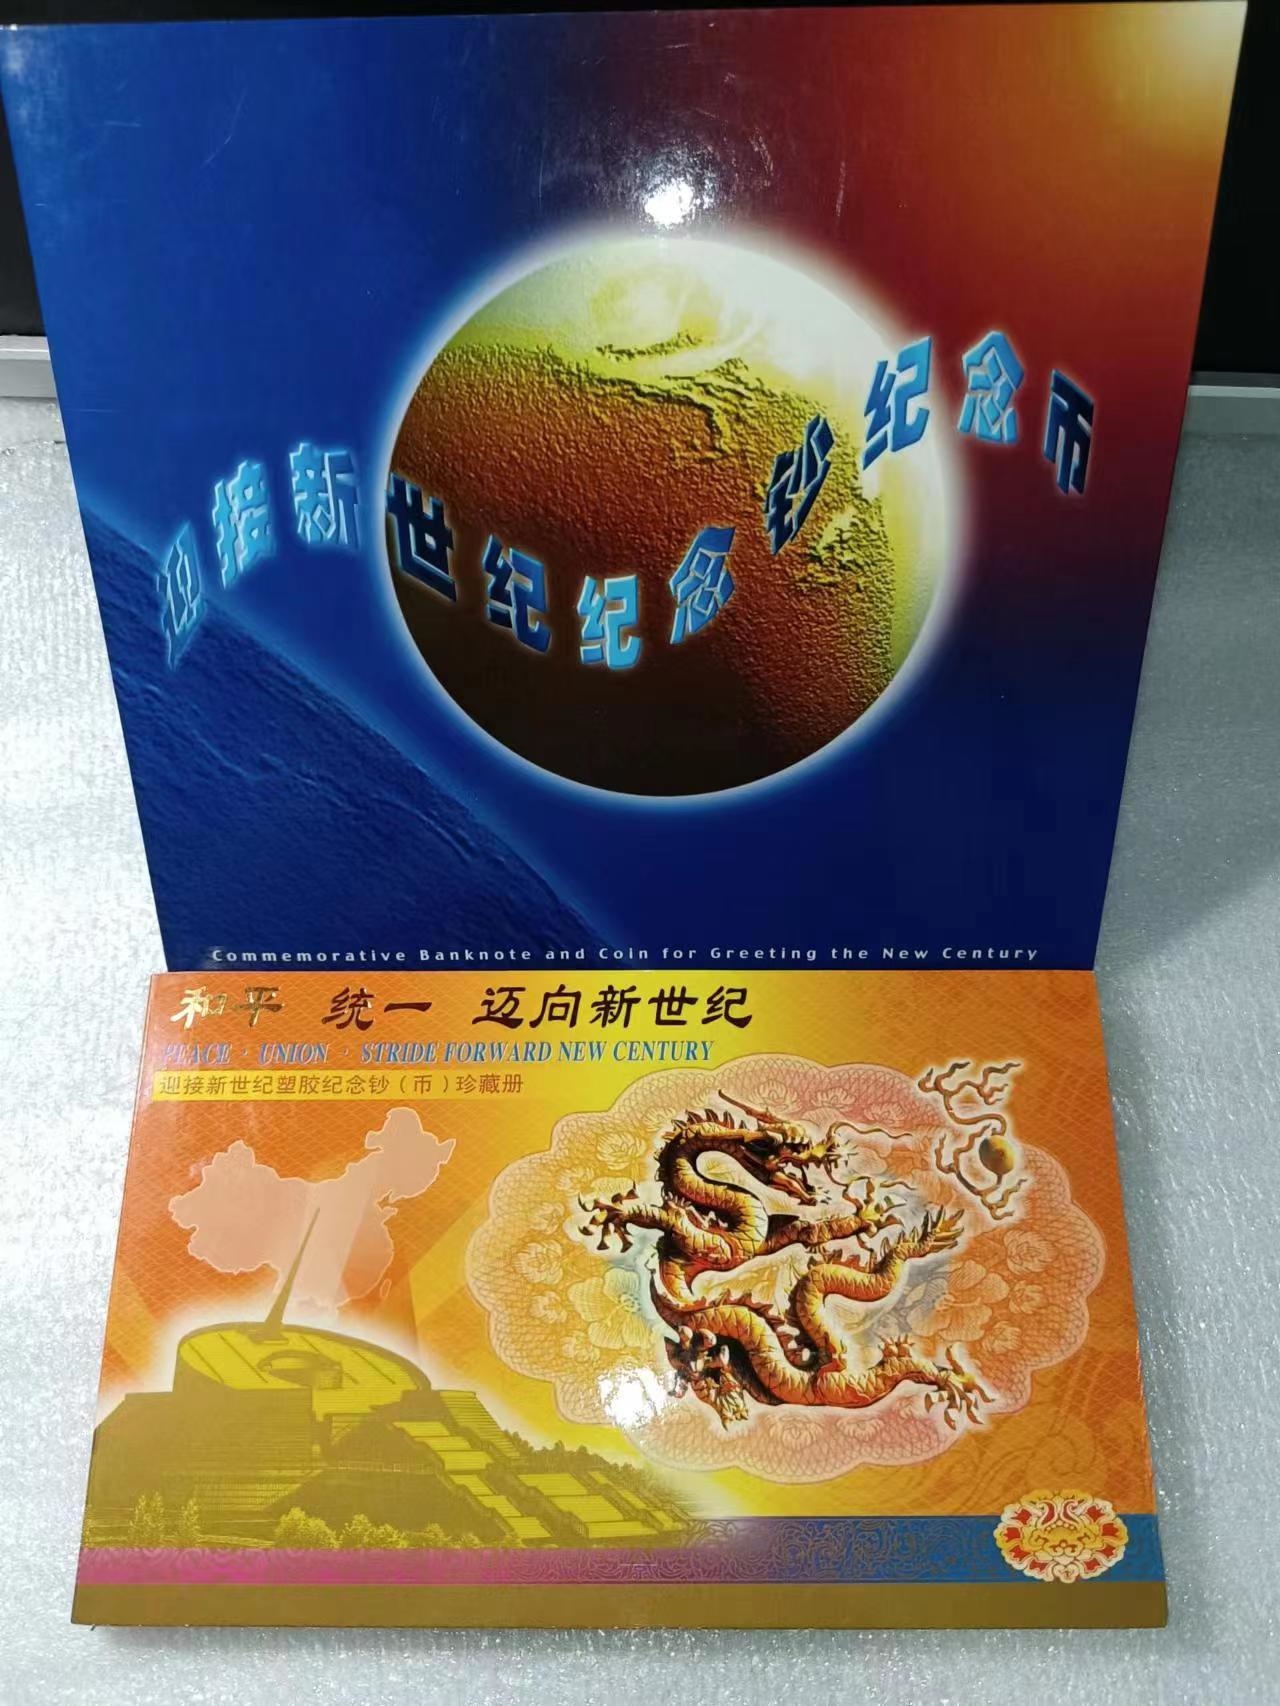 迎接新世纪纪念钞纪念币
Commemorative Banknote and Coin for Greeting the New Century
和平 统一 迈向新世纪
PEACE · UNION · STRIDE FORWARD NEW CENTURY
迎接新世纪塑胶纪念钞（币）珍藏册